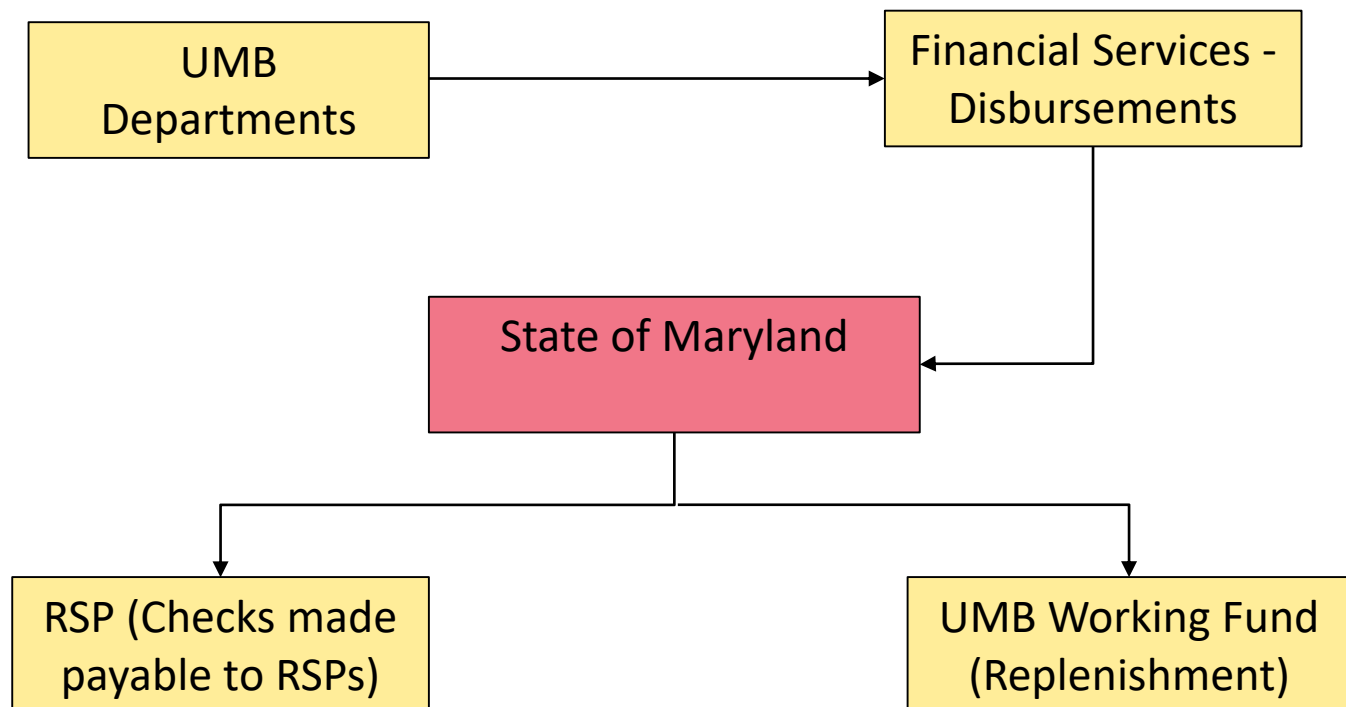 UMB
Departments
Financial Services -
Disbursements
State of Maryland
RSP (Checks made
payable to RSPs)
UMB Working Fund
(Replenishment)